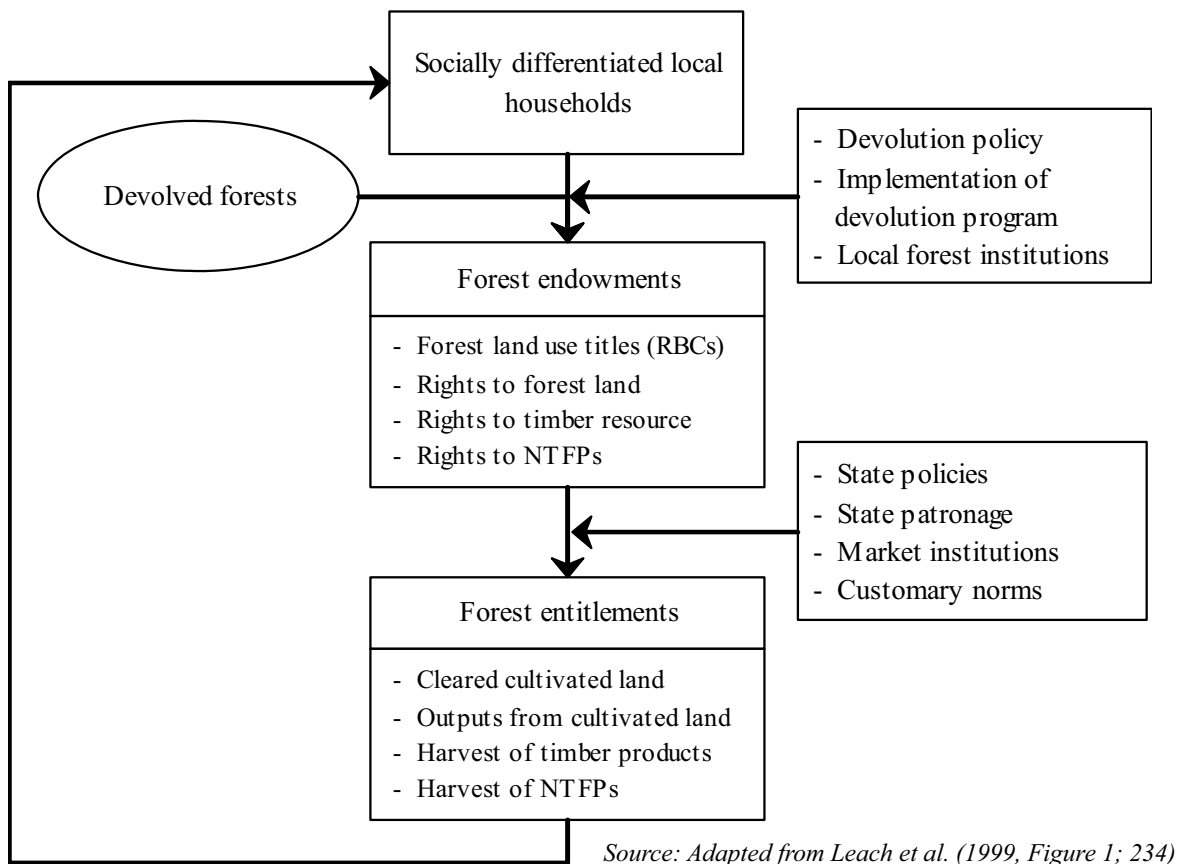 Socially differentiated local
households
Devolved forests
- Devolution policy
- Implementation of
devolution program
- Local forest institutions
Forest endowments
- Forest land use titles (RBCs)
- Rights to forest land
- Rights to timber resource
- Rights to NTFPs
- State policies
- State patronage
- Market institutions
- Customary norms
Forest entitlements
- Cleared cultivated land
- Outputs from cultivated land
- Harvest of timber products
- Harvest of NTFPs
Source: Adapted from Leach et al. (1999, Figure 1; 234)